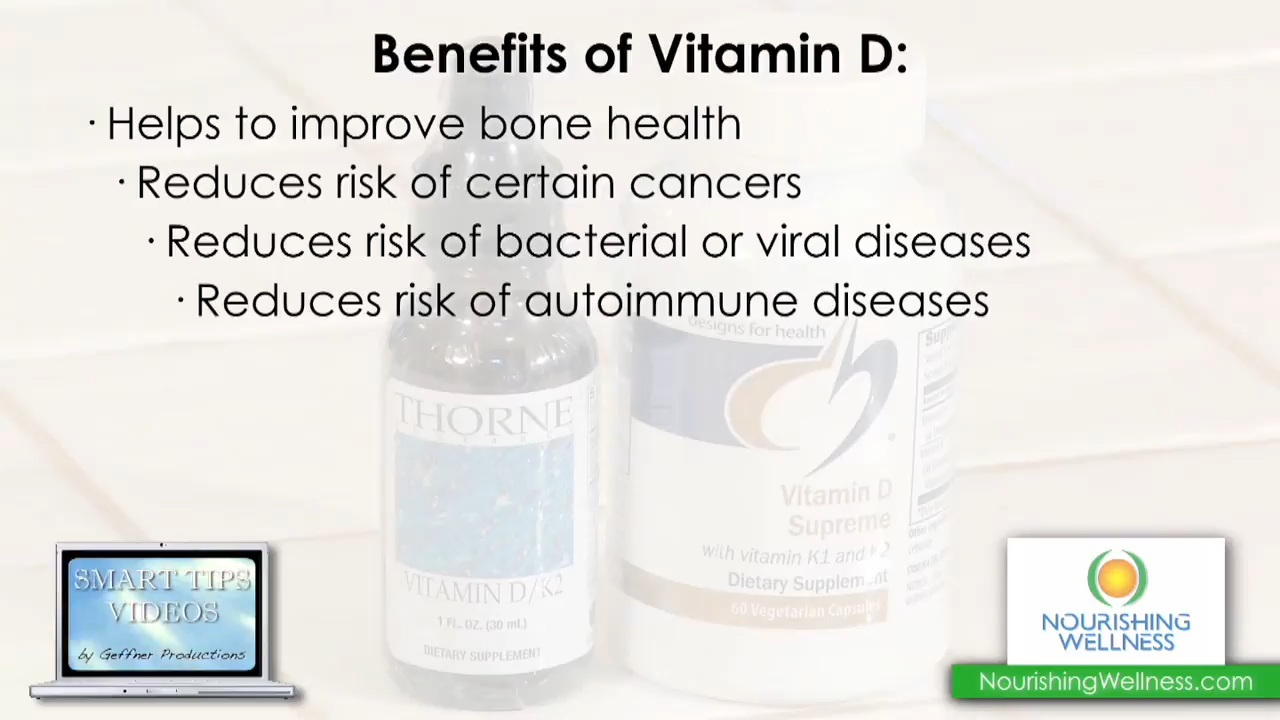 Benefits of Vitamin D:
· Helps to improve bone health
· Reduces risk of certain cancers
· Reduces risk of bacterial or viral diseases
· Reduces risk of autoimmune diseases
designs for health
THORNE
VITAMIN D/K2
1 FL. OZ. (30 mL)
DIETARY SUPPLEMENT
Vitamin D
Supreme
with vitamin K1 and K2
Dietary Supplement
60 Vegetarian Capsules
SMART TIPS
VIDEOS
by Geffner Productions
NOURISHING
WELLNESS
NourishingWellness.com